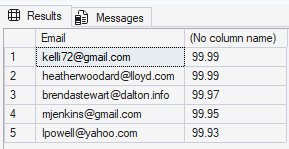 Results Messages
Email (No column name)
1 kelli72@gmail.com 99.99
2 heatherwoodard@lloyd.com 99.99
3 brendastewart@dalton.info 99.97
4 mjenkins@gmail.com 99.95
5 lpowell@yahoo.com 99.93